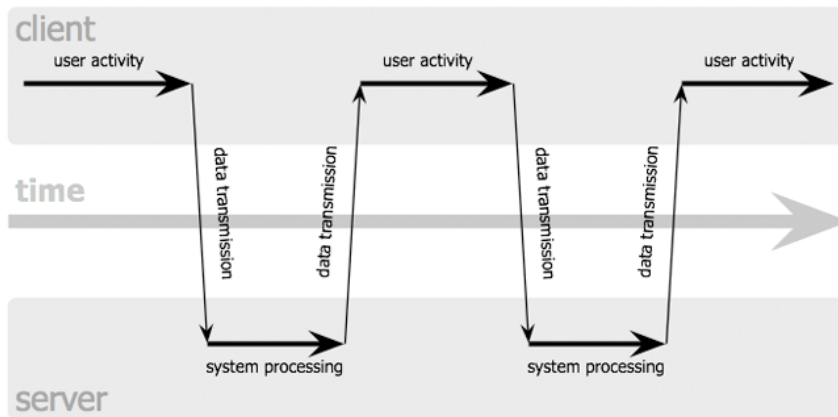 client
user activity
user activity
user activity
data transmission
data transmission
data transmission
data transmission
time
system processing
system processing
server